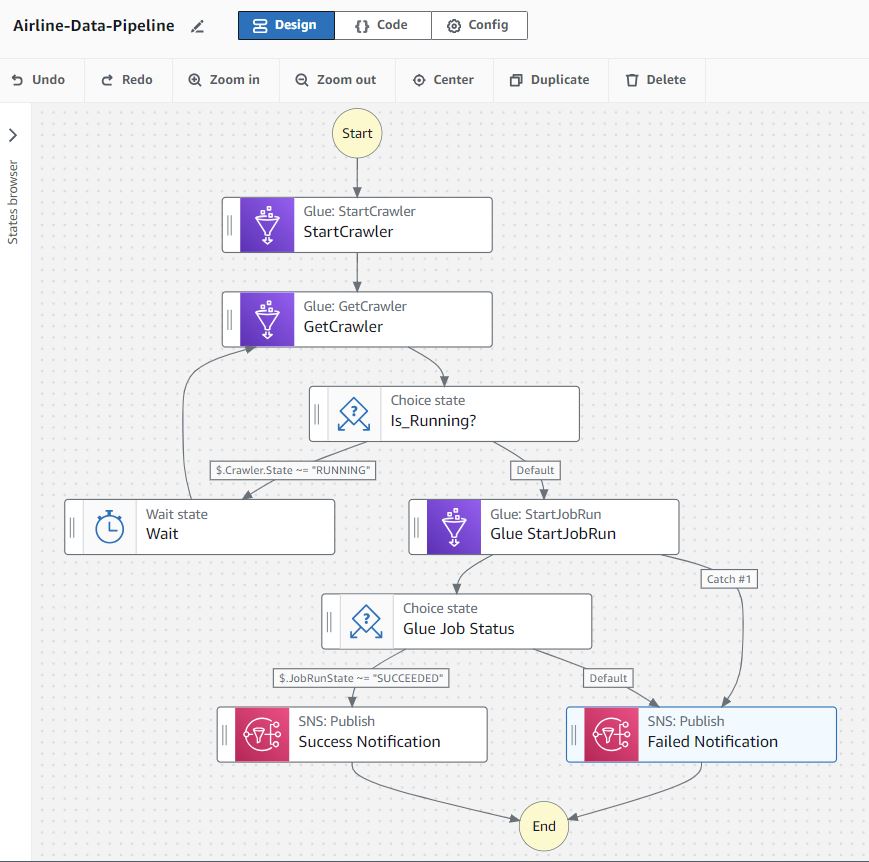 Airline-Data-Pipeline
Design
{} Code
Config
Undo
Redo
Zoom in
Zoom out
Center
Duplicate
Delete
States browser
Start
Glue: StartCrawler
StartCrawler
Glue: GetCrawler
GetCrawler
Choice state
Is_Running?
$.Crawler.State ~= "RUNNING"
Default
Wait state
Wait
Glue: StartJobRun
Glue StartJobRun
Catch #1
Choice state
Glue Job Status
$.JobRunState ~= "SUCCEEDED"
Default
SNS: Publish
Success Notification
SNS: Publish
Failed Notification
End